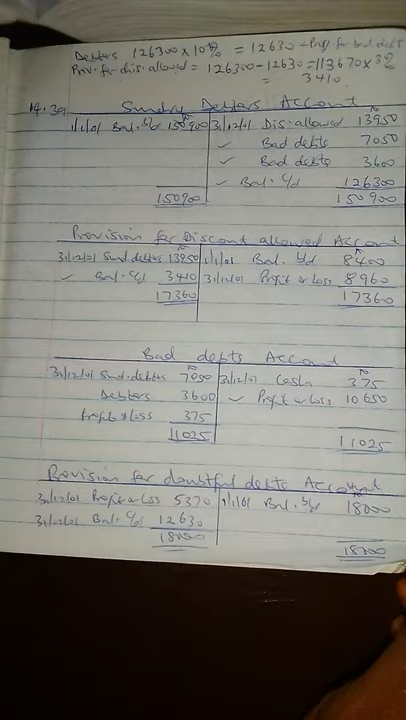 Debtors 126300 x 10% = 12630 - Prov. for bad debt
Prov. for dis. allowed = 126300 - 12630 = 113670 x 3%
= 3410
14.3a Sundry Debtors Account
1/1/01 Bal. b/d 150900 31/12/01 Dis. allowed 13950
✓ Bad debts 7050
✓ Bad debts 3600
✓ Bal. c/d 126300
150900 150900
Provision for Discount allowed Account
31/12/01 Sund. debtors 13950 1/1/01 Bal. b/d 8400
✓ Bal. c/d 3410 31/12/01 Profit or Loss 8960
17360 17360
Bad debts Account
31/12/01 Sund. debtors 7050 31/12/01 Cash 375
Debtors 3600 ✓ Profit or Loss 10650
Profit & loss 375
11025 11025
Provision for doubtful debts Account
31/12/01 Profit or Loss 5370 1/1/01 Bal. b/d 18000
31/12/01 Bal. c/d 12630
18000 18000